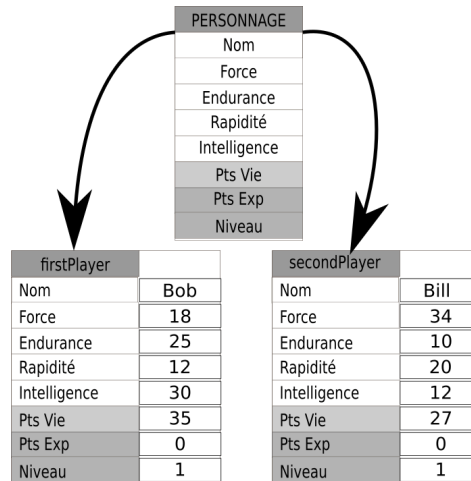 PERSONNAGE
Nom
Force
Endurance
Rapidité
Intelligence
Pts Vie
Pts Exp
Niveau
firstPlayer
Nom Bob
Force 18
Endurance 25
Rapidité 12
Intelligence 30
Pts Vie 35
Pts Exp 0
Niveau 1
secondPlayer
Nom Bill
Force 34
Endurance 10
Rapidité 20
Intelligence 12
Pts Vie 27
Pts Exp 0
Niveau 1